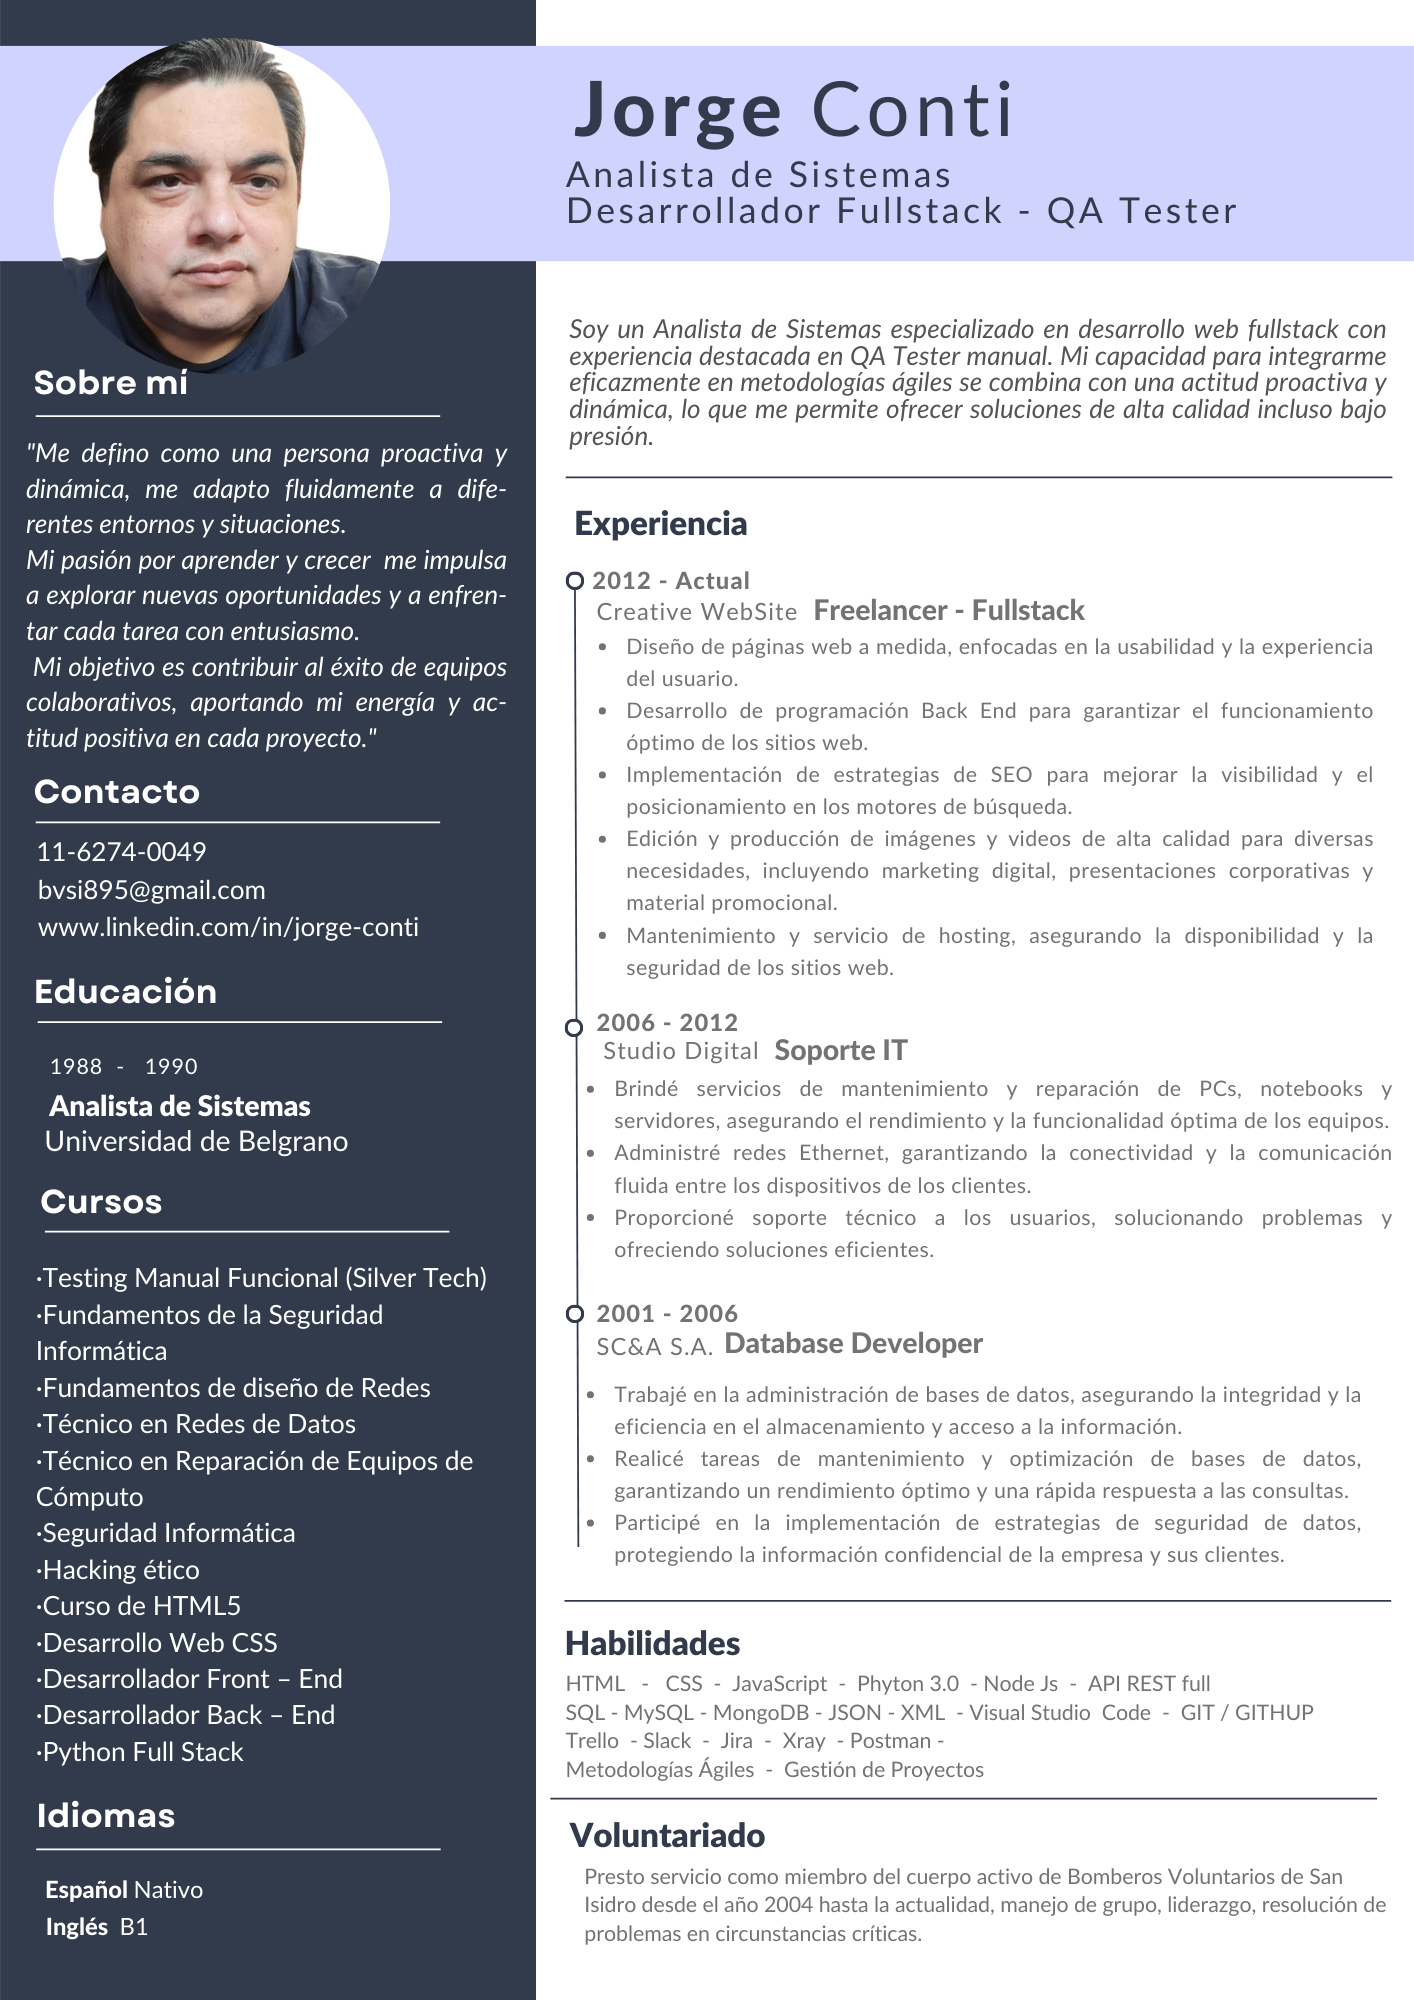 Jorge Conti
Analista de Sistemas
Desarrollador Fullstack - QA Tester
Sobre mí
"Me defino como una persona proactiva y
dinámica, me adapto fluidamente a dife-
rentes entornos y situaciones.
Mi pasión por aprender y crecer me impulsa
a explorar nuevas oportunidades y a enfren-
tar cada tarea con entusiasmo.
Mi objetivo es contribuir al éxito de equipos
colaborativos, aportando mi energía y ac-
titud positiva en cada proyecto."
Contacto
11-6274-0049
bvsi895@gmail.com
www.linkedin.com/in/jorge-conti
Educación
1988 - 1990
Analista de Sistemas
Universidad de Belgrano
Cursos
·Testing Manual Funcional (Silver Tech)
·Fundamentos de la Seguridad
Informática
·Fundamentos de diseño de Redes
·Técnico en Redes de Datos
·Técnico en Reparación de Equipos de
Cómputo
·Seguridad Informática
·Hacking ético
·Curso de HTML5
·Desarrollo Web CSS
·Desarrollador Front – End
·Desarrollador Back – End
·Python Full Stack
Idiomas
Español Nativo
Inglés B1
Soy un Analista de Sistemas especializado en desarrollo web fullstack con
experiencia destacada en QA Tester manual. Mi capacidad para integrarme
eficazmente en metodologías ágiles se combina con una actitud proactiva y
dinámica, lo que me permite ofrecer soluciones de alta calidad incluso bajo
presión.
Experiencia
2012 - Actual
Creative WebSite Freelancer - Fullstack
• Diseño de páginas web a medida, enfocadas en la usabilidad y la experiencia
del usuario.
• Desarrollo de programación Back End para garantizar el funcionamiento
óptimo de los sitios web.
• Implementación de estrategias de SEO para mejorar la visibilidad y el
posicionamiento en los motores de búsqueda.
• Edición y producción de imágenes y videos de alta calidad para diversas
necesidades, incluyendo marketing digital, presentaciones corporativas y
material promocional.
• Mantenimiento y servicio de hosting, asegurando la disponibilidad y la
seguridad de los sitios web.
2006 - 2012
Studio Digital Soporte IT
• Brindé servicios de mantenimiento y reparación de PCs, notebooks y
servidores, asegurando el rendimiento y la funcionalidad óptima de los equipos.
• Administré redes Ethernet, garantizando la conectividad y la comunicación
fluida entre los dispositivos de los clientes.
• Proporcioné soporte técnico a los usuarios, solucionando problemas y
ofreciendo soluciones eficientes.
2001 - 2006
SC&A S.A. Database Developer
• Trabajé en la administración de bases de datos, asegurando la integridad y la
eficiencia en el almacenamiento y acceso a la información.
• Realicé tareas de mantenimiento y optimización de bases de datos,
garantizando un rendimiento óptimo y una rápida respuesta a las consultas.
• Participé en la implementación de estrategias de seguridad de datos,
protegiendo la información confidencial de la empresa y sus clientes.
Habilidades
HTML - CSS - JavaScript - Phyton 3.0 - Node Js - API REST full
SQL - MySQL - MongoDB - JSON - XML - Visual Studio Code - GIT / GITHUP
Trello - Slack - Jira - Xray - Postman -
Metodologías Ágiles - Gestión de Proyectos
Voluntariado
Presto servicio como miembro del cuerpo activo de Bomberos Voluntarios de San
Isidro desde el año 2004 hasta la actualidad, manejo de grupo, liderazgo, resolución de
problemas en circunstancias críticas.